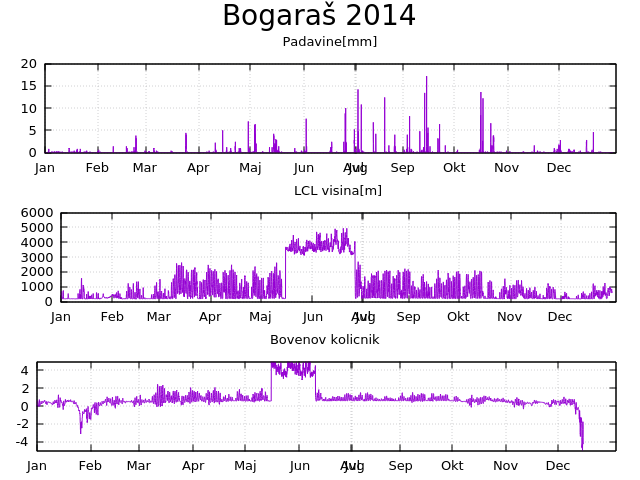 Bogaraš 2014
Padavine[mm]
20
15
10
5
0
Jan Feb Mar Apr Maj Jun Jul Avg Sep Okt Nov Dec
LCL visina[m]
6000
5000
4000
3000
2000
1000
0
Jan Feb Mar Apr Maj Jun Jul Avg Sep Okt Nov Dec
Bovenov kolicnik
4
2
0
-2
-4
Jan Feb Mar Apr Maj Jun Jul Avg Sep Okt Nov Dec